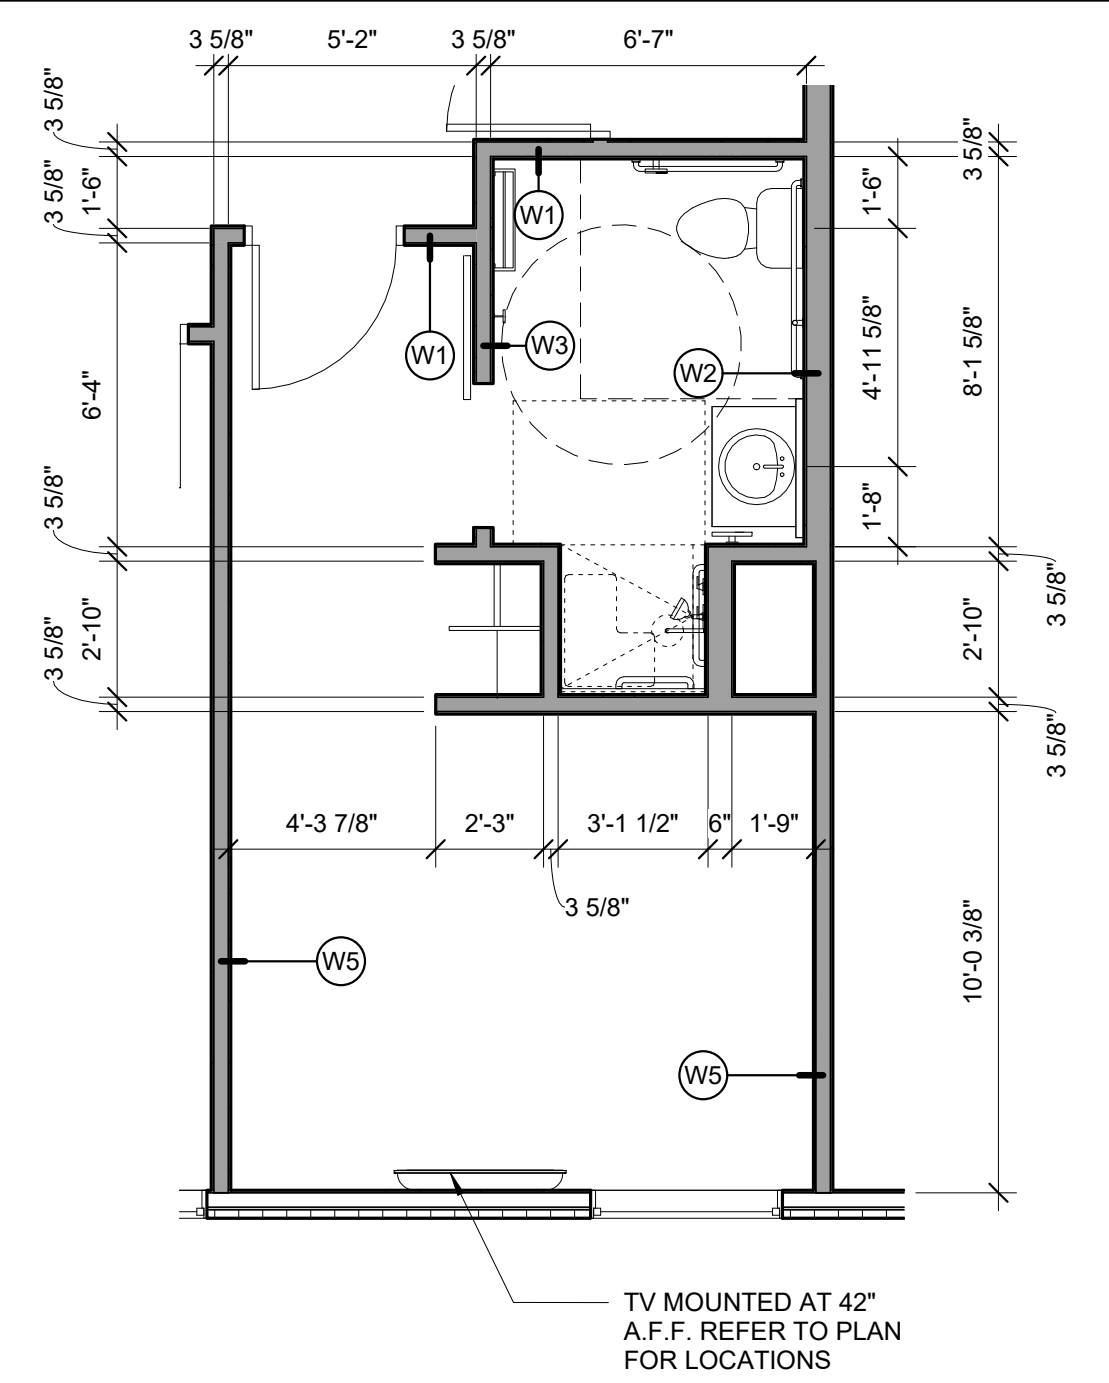 3 5/8" 5'-2" 3 5/8" 6'-7"
3 5/8"
3 5/8"
1'-6"
3 5/8"
1'-6"
W1
W1
W3
W2
6'-4"
4'-11 5/8"
8'-1 5/8"
3 5/8"
1'-8"
2'-10"
3 5/8"
3 5/8"
2'-10"
3 5/8"
4'-3 7/8" 2'-3" 3'-1 1/2" 6" 1'-9"
3 5/8"
10'-0 3/8"
W5
W5
TV MOUNTED AT 42"
A.F.F. REFER TO PLAN
FOR LOCATIONS